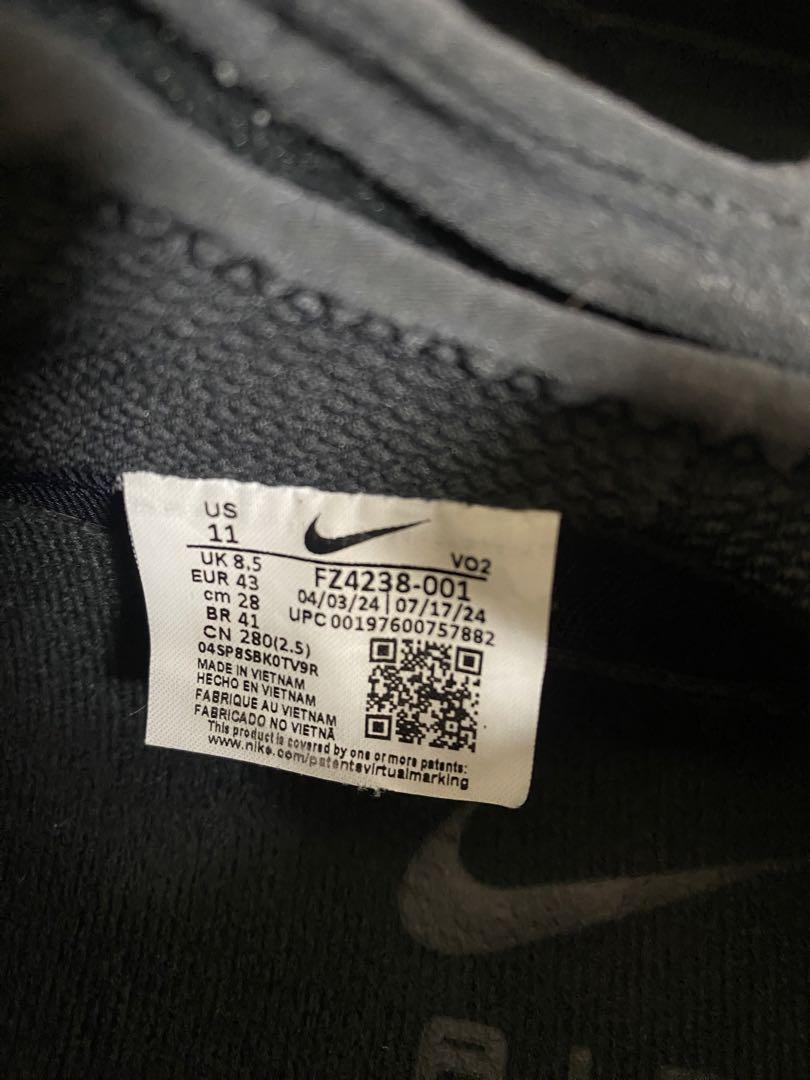 US
11
VO2
UK 8.5
FZ4238-001
EUR 43
04/03/24 | 07/17/24
cm 28
UPC 00197600757882
BR 41
CN 280(2.5)
04SP8SBK0TV9R
MADE IN VIETNAM
HECHO EN VIETNAM
FABRIQUE AU VIETNAM
FABRICADO NO VIETNÃ
This product is covered by one or more patents:
www.nike.com/patentsvirtualmarking